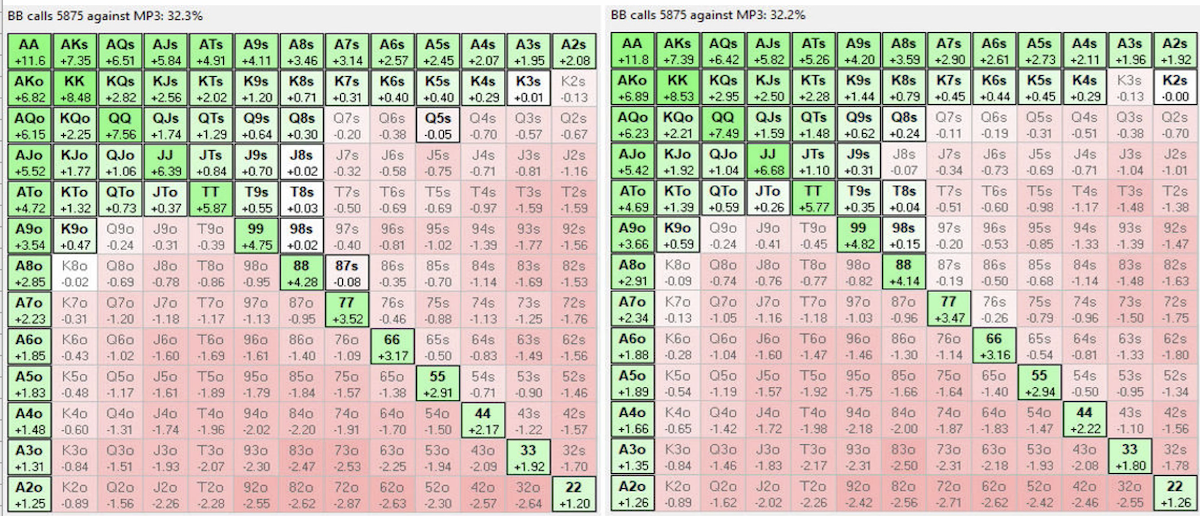 BB calls 5875 against MP3: 32.3%
AA AKs AQs AJs ATs A9s A8s A7s A6s A5s A4s A3s A2s
+11.6 +7.35 +6.51 +5.84 +4.91 +4.11 +3.46 +3.14 +2.57 +2.45 +2.07 +1.95 +2.08
AKo KK KQs KJs KTs K9s K8s K7s K6s K5s K4s K3s K2s
+6.82 +8.48 +2.82 +2.56 +2.02 +1.20 +0.71 +0.31 +0.40 +0.40 +0.29 +0.01 -0.13
AQo KQo QQ QJs QTs Q9s Q8s Q7s Q6s Q5s Q4s Q3s Q2s
+6.15 +2.25 +7.56 +1.74 +1.29 +0.64 +0.30 -0.20 -0.38 -0.05 -0.70 -0.57 -0.67
AJo KJo QJo JJ JTs J9s J8s J7s J6s J5s J4s J3s J2s
+5.52 +1.77 +1.06 +6.39 +0.84 +0.70 +0.02 -0.32 -0.58 -0.75 -0.71 -0.81 -1.16
ATo KTo QTo JTo TT T9s T8s T7s T6s T5s T4s T3s T2s
+4.72 +1.32 +0.73 +0.37 +5.87 +0.55 +0.03 -0.50 -0.69 -0.69 -0.97 -1.59 -1.59
A9o K9o Q9o J9o T9o 99 98s 97s 96s 95s 94s 93s 92s
+3.54 +0.47 -0.24 -0.31 -0.39 +4.75 +0.02 -0.40 -0.81 -1.02 -1.39 -1.77 -1.56
A8o K8o Q8o J8o T8o 98o 88 87s 86s 85s 84s 83s 82s
+2.85 -0.02 -0.69 -0.78 -0.86 -0.95 +4.28 -0.08 -0.35 -0.70 -1.14 -1.69 -1.53
A7o K7o Q7o J7o T7o 97o 87o 77 76s 75s 74s 73s 72s
+2.23 -0.31 -1.20 -1.18 -1.17 -1.13 -0.95 +3.52 -0.46 -0.88 -1.13 -1.25 -1.76
A6o K6o Q6o J6o T6o 96o 86o 76o 66 65s 64s 63s 62s
+1.85 -0.43 -1.02 -1.60 -1.69 -1.61 -1.40 -1.09 +3.17 -0.50 -0.83 -1.49 -1.56
A5o K5o Q5o J5o T5o 95o 85o 75o 65o 55 54s 53s 52s
+1.83 -0.48 -1.17 -1.61 -1.89 -1.79 -1.84 -1.57 -1.38 +2.91 -0.71 -0.90 -1.46
A4o K4o Q4o J4o T4o 94o 84o 74o 64o 54o 44 43s 42s
+1.48 -0.60 -1.31 -1.74 -1.96 -2.02 -2.20 -1.91 -1.70 -1.50 +2.17 -1.22 -1.57
A3o K3o Q3o J3o T3o 93o 83o 73o 63o 53o 43o 33 32s
+1.31 -0.84 -1.51 -1.93 -2.07 -2.30 -2.47 -2.53 -2.25 -1.94 -2.09 +1.92 -1.70
A2o K2o Q2o J2o T2o 92o 82o 72o 62o 52o 42o 32o 22
+1.25 -0.89 -1.56 -2.26 -2.28 -2.55 -2.62 -2.87 -2.63 -2.30 -2.57 -2.64 +1.20
BB calls 5875 against MP3: 32.2%
AA AKs AQs AJs ATs A9s A8s A7s A6s A5s A4s A3s A2s
+11.8 +7.39 +6.42 +5.82 +5.26 +4.20 +3.59 +2.90 +2.61 +2.73 +2.11 +1.96 +1.92
AKo KK KQs KJs KTs K9s K8s K7s K6s K5s K4s K3s K2s
+6.89 +8.53 +2.95 +2.50 +2.28 +1.44 +0.79 +0.45 +0.44 +0.45 +0.29 -0.13 -0.00
AQo KQo QQ QJs QTs Q9s Q8s Q7s Q6s Q5s Q4s Q3s Q2s
+6.23 +2.21 +7.49 +1.59 +1.48 +0.62 +0.24 -0.11 -0.19 -0.31 -0.51 -0.38 -0.70
AJo KJo QJo JJ JTs J9s J8s J7s J6s J5s J4s J3s J2s
+5.42 +1.92 +1.04 +6.68 +1.10 +0.31 -0.07 -0.34 -0.73 -0.69 -0.71 -1.04 -1.01
ATo KTo QTo JTo TT T9s T8s T7s T6s T5s T4s T3s T2s
+4.69 +1.39 +0.59 +0.26 +5.77 +0.35 +0.04 -0.51 -0.60 -0.98 -1.17 -1.48 -1.38
A9o K9o Q9o J9o T9o 99 98s 97s 96s 95s 94s 93s 92s
+3.66 +0.59 -0.24 -0.41 -0.45 +4.82 +0.15 -0.20 -0.53 -0.85 -1.33 -1.39 -1.47
A8o K8o Q8o J8o T8o 98o 88 87s 86s 85s 84s 83s 82s
+2.91 -0.09 -0.74 -0.76 -0.77 -0.82 +4.14 -0.19 -0.50 -0.68 -1.14 -1.48 -1.63
A7o K7o Q7o J7o T7o 97o 87o 77 76s 75s 74s 73s 72s
+2.34 -0.13 -1.05 -1.16 -1.18 -1.03 -0.96 +3.47 -0.26 -0.79 -0.96 -1.50 -1.75
A6o K6o Q6o J6o T6o 96o 86o 76o 66 65s 64s 63s 62s
+1.88 -0.28 -1.04 -1.60 -1.47 -1.46 -1.30 -1.14 +3.16 -0.54 -0.81 -1.33 -1.80
A5o K5o Q5o J5o T5o 95o 85o 75o 65o 55 54s 53s 52s
+1.89 -0.54 -1.19 -1.57 -1.92 -1.75 -1.66 -1.64 -1.40 +2.94 -0.50 -0.95 -1.34
A4o K4o Q4o J4o T4o 94o 84o 74o 64o 54o 44 43s 42s
+1.66 -0.65 -1.42 -1.72 -1.98 -2.18 -2.00 -1.87 -1.83 -1.47 +2.22 -1.10 -1.56
A3o K3o Q3o J3o T3o 93o 83o 73o 63o 53o 43o 33 32s
+1.35 -0.84 -1.46 -1.83 -2.17 -2.31 -2.50 -2.31 -2.18 -1.93 -2.08 +1.80 -1.78
A2o K2o Q2o J2o T2o 92o 82o 72o 62o 52o 42o 32o 22
+1.26 -0.89 -1.62 -2.02 -2.26 -2.42 -2.56 -2.71 -2.62 -2.42 -2.46 -2.55 +1.26